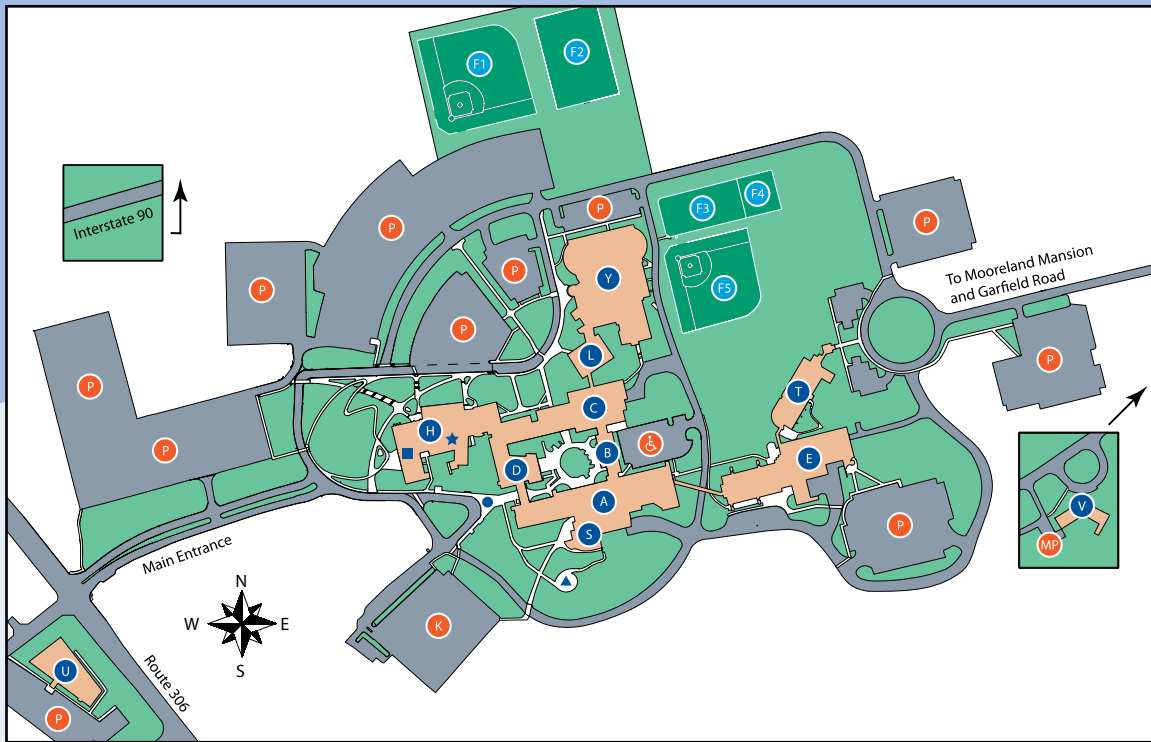 F1
F2
Interstate 90
P
F3
F4
P
P
P
P
Y
P
F5
To Mooreland Mansion
and Garfield Road
P
L
P
P
T
C
H
P
B
D
E
A
V
P
S
MP
Main Entrance
N
W
E
S
K
U
Route 306
P